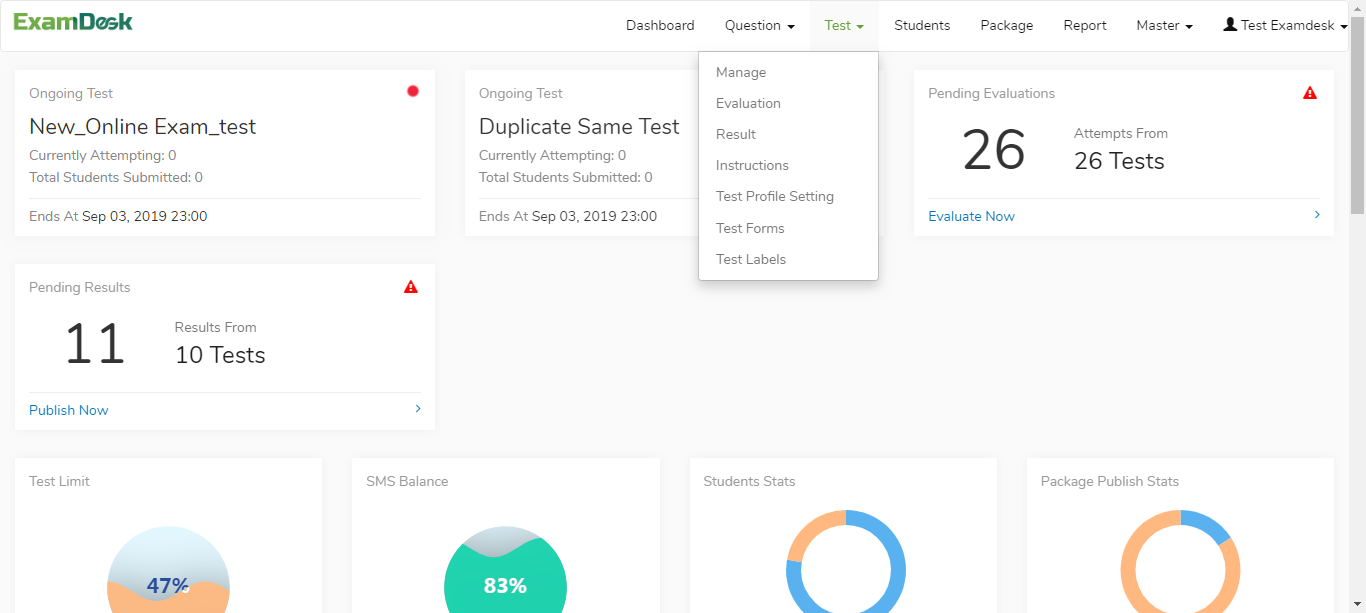 ExamDesk
Dashboard Question Test Students Package Report Master Test Examdesk
Manage
Evaluation
Result
Instructions
Test Profile Setting
Test Forms
Test Labels
Ongoing Test
New_Online Exam_test
Currently Attempting: 0
Total Students Submitted: 0
Ends At Sep 03, 2019 23:00
Ongoing Test
Duplicate Same Test
Currently Attempting: 0
Total Students Submitted: 0
Ends At Sep 03, 2019 23:00
Pending Evaluations
26
Attempts From
26 Tests
Evaluate Now
Pending Results
11
Results From
10 Tests
Publish Now
Test Limit
47%
SMS Balance
83%
Students Stats
Package Publish Stats